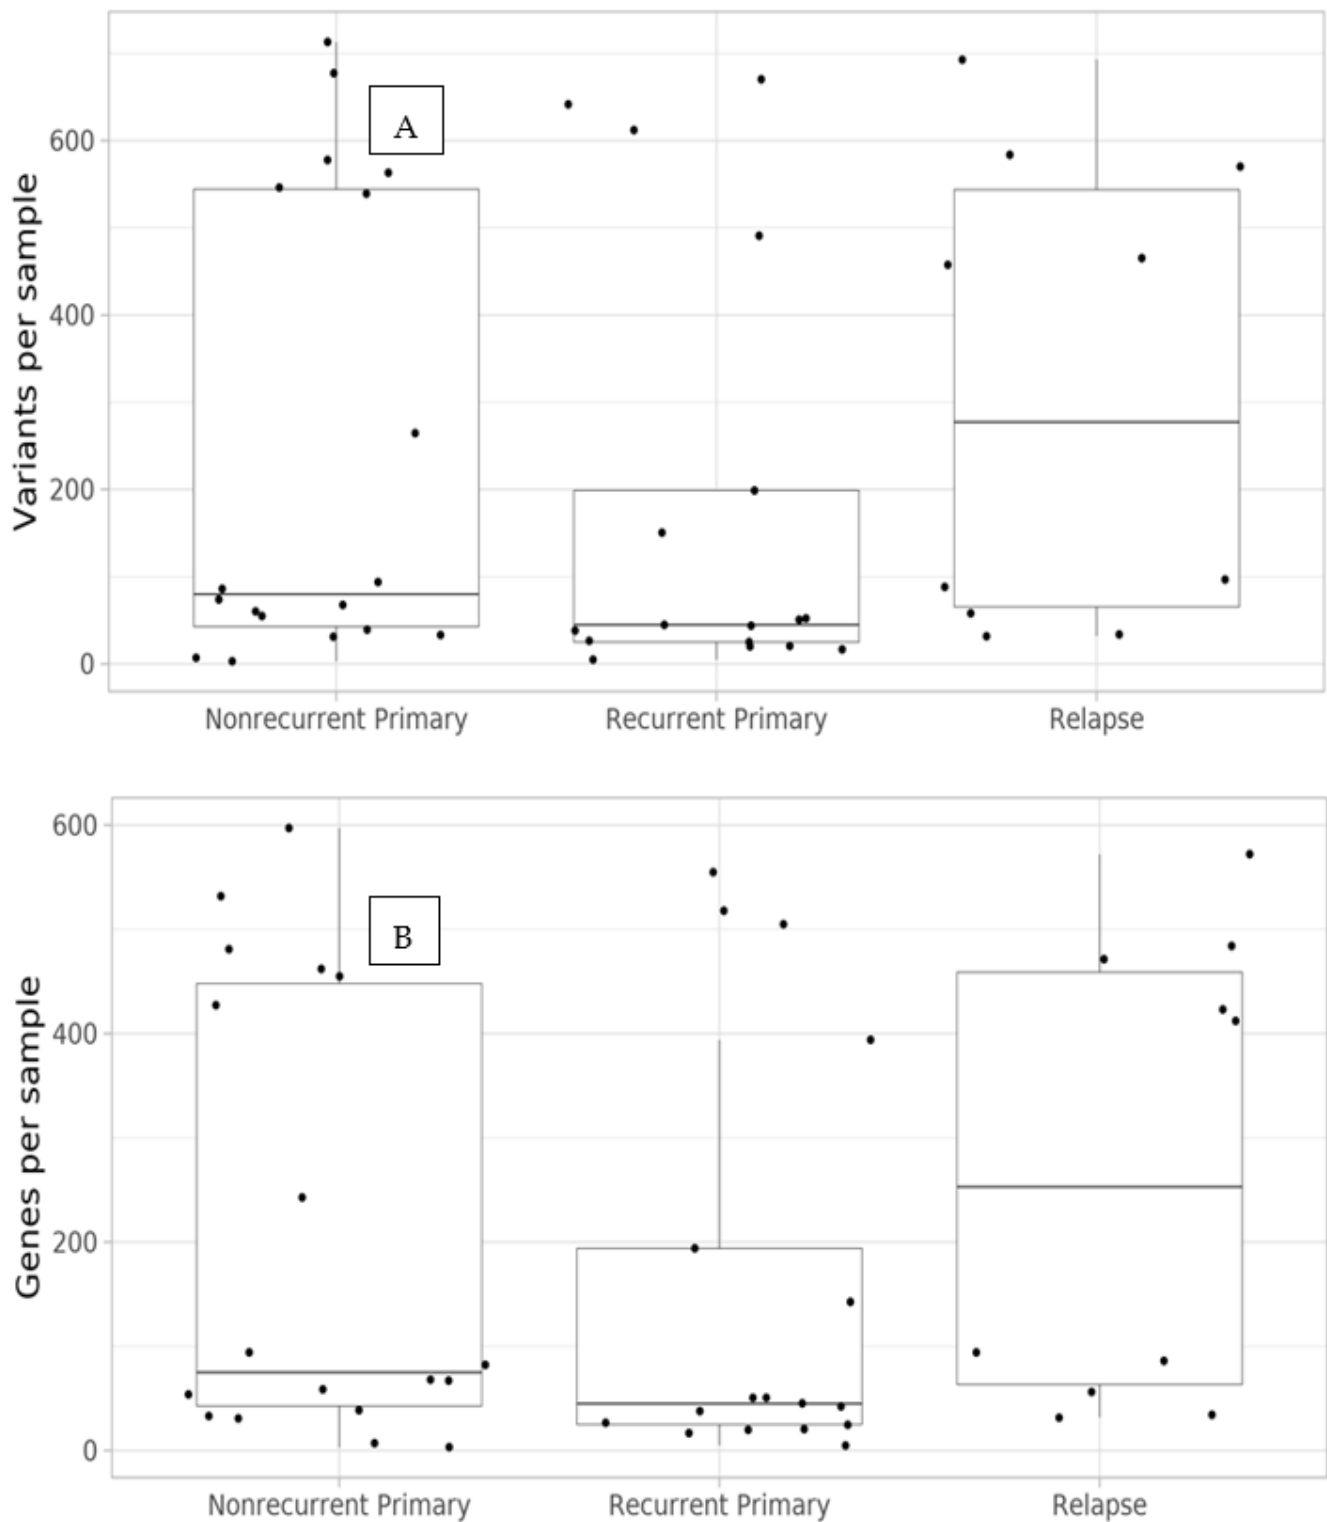 Variants per sample
600
400
200
0
A
Nonrecurrent Primary
Recurrent Primary
Relapse
Genes per sample
600
400
200
0
B
Nonrecurrent Primary
Recurrent Primary
Relapse